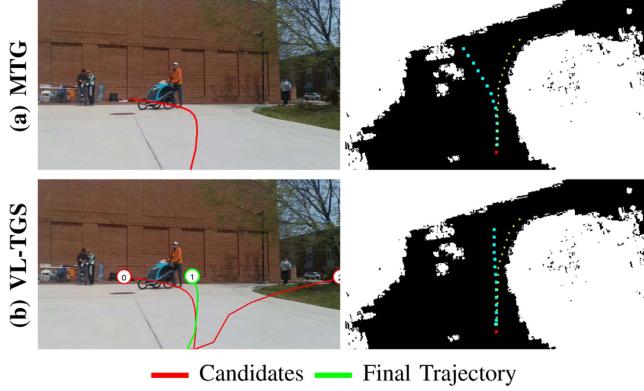 (a) MTG
(b) VL-TGS
0
1
2
Candidates
Final Trajectory